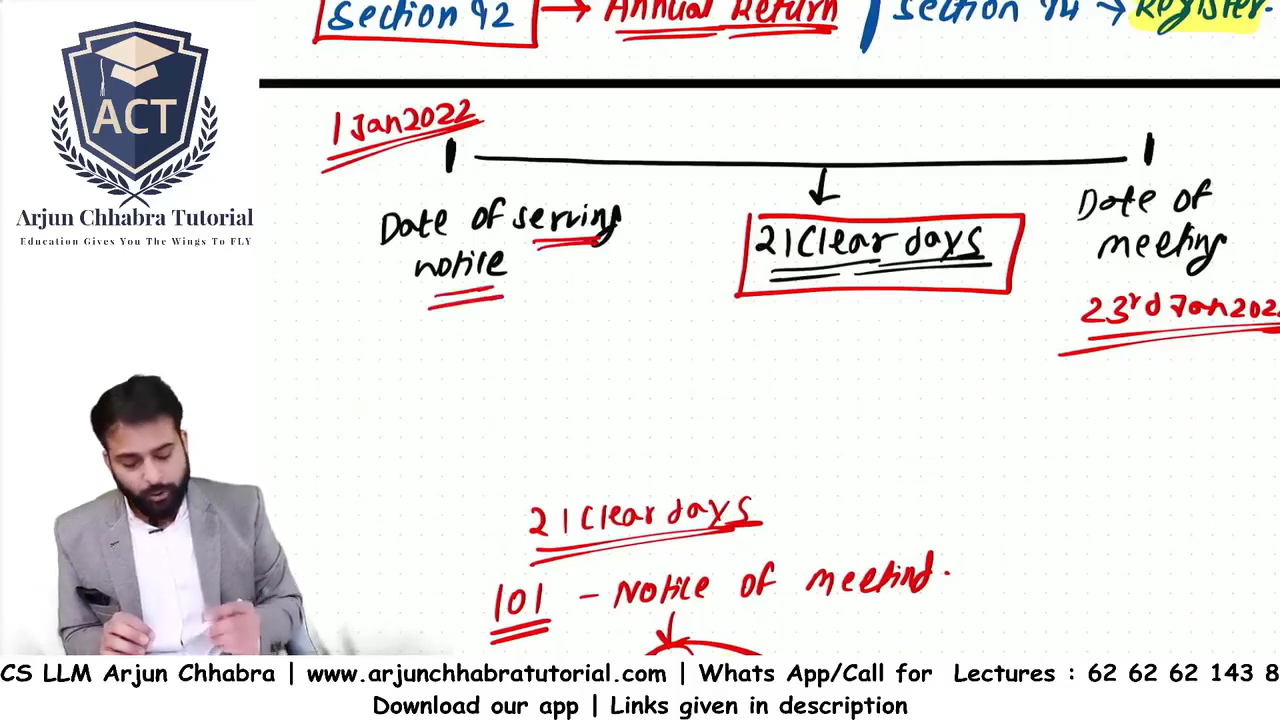 Section 92 → Annual Return
Section 94 → Register.
ACT
Arjun Chhabra Tutorial
Education Gives You The Wings To FLY
1 Jan 2022
Date of serving
notice
21 Clear days
Date of
meeting
23rd Jan 202
21 Clear days
101 - Notice of meeting.
CS LLM Arjun Chhabra | www.arjunchhabratutorial.com | Whats App/Call for Lectures : 62 62 62 143 8
Download our app | Links given in description